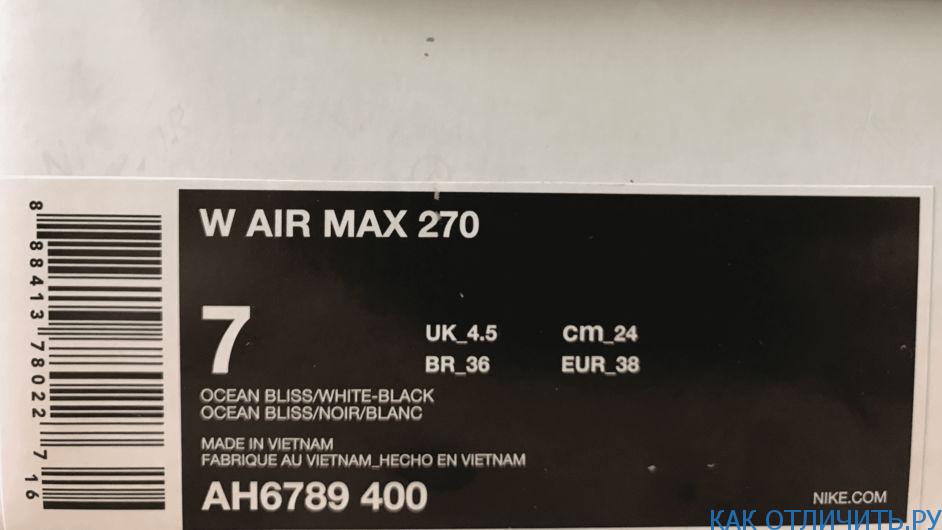 W AIR MAX 270
7
UK_4.5 cm_24
BR_36 EUR_38
OCEAN BLISS/WHITE-BLACK
OCEAN BLISS/NOIR/BLANC
MADE IN VIETNAM
FABRIQUE AU VIETNAM_HECHO EN VIETNAM
AH6789 400
NIKE.COM
8 88413 78022 7 16
КАК ОТЛИЧИТЬ.РУ